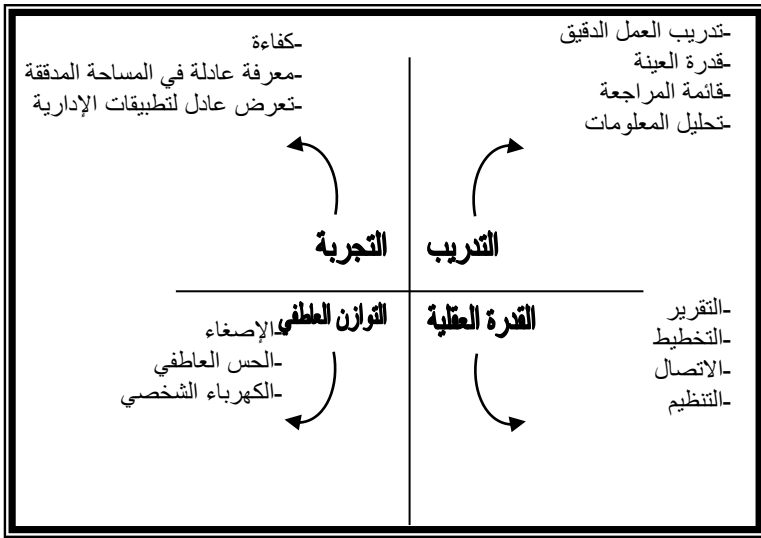 -تدريب العمل الدقيق
-قدرة العينة
-قائمة المراجعة
-تحليل المعلومات
-كفاءة
-معرفة عادلة في المساحة المدققة
-تعرض عادل لتطبيقات الإدارية
التدريب
التجربة
القدرة العقلية
التوازن العاطفي
-التقرير
-التخطيط
-الاتصال
-التنظيم
-الإصغاء
-الحس العاطفي
-الكهرباء الشخصي